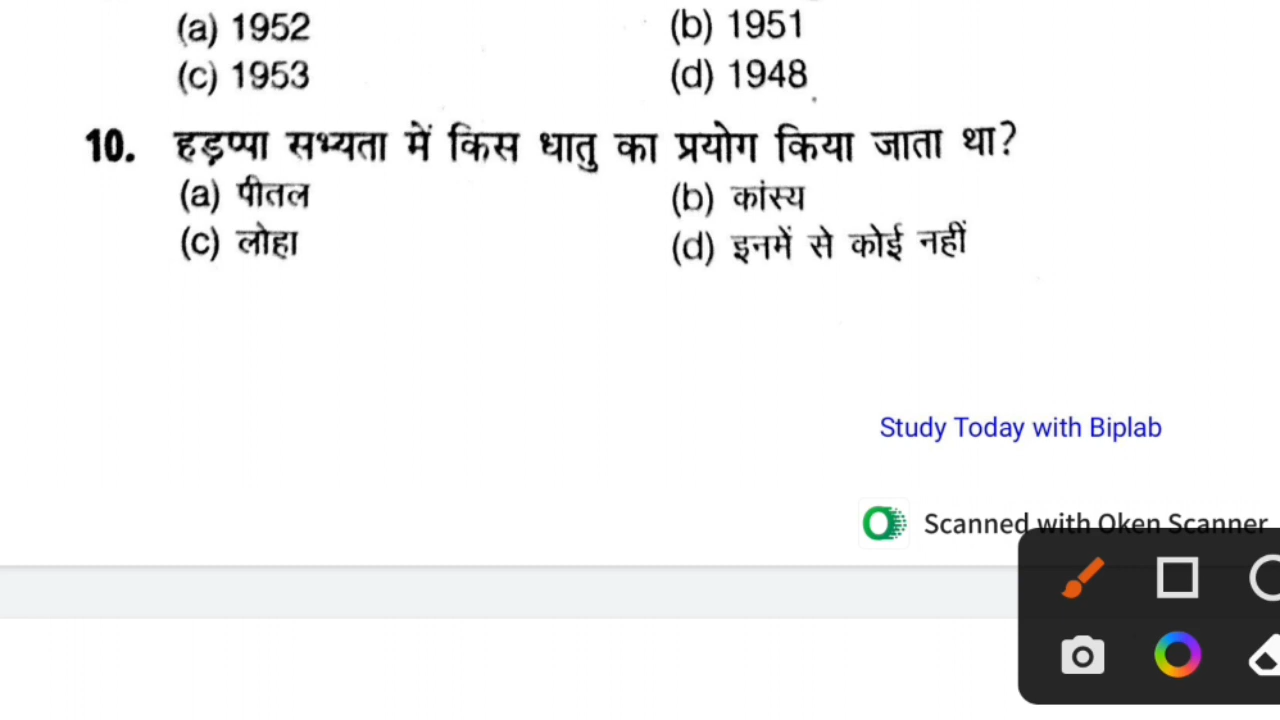 (a) 1952 (b) 1951
(c) 1953 (d) 1948
10. हड़प्पा सभ्यता में किस धातु का प्रयोग किया जाता था?
(a) पीतल (b) कांस्य
(c) लोहा (d) इनमें से कोई नहीं
Study Today with Biplab
Scanned with Oken Scanner